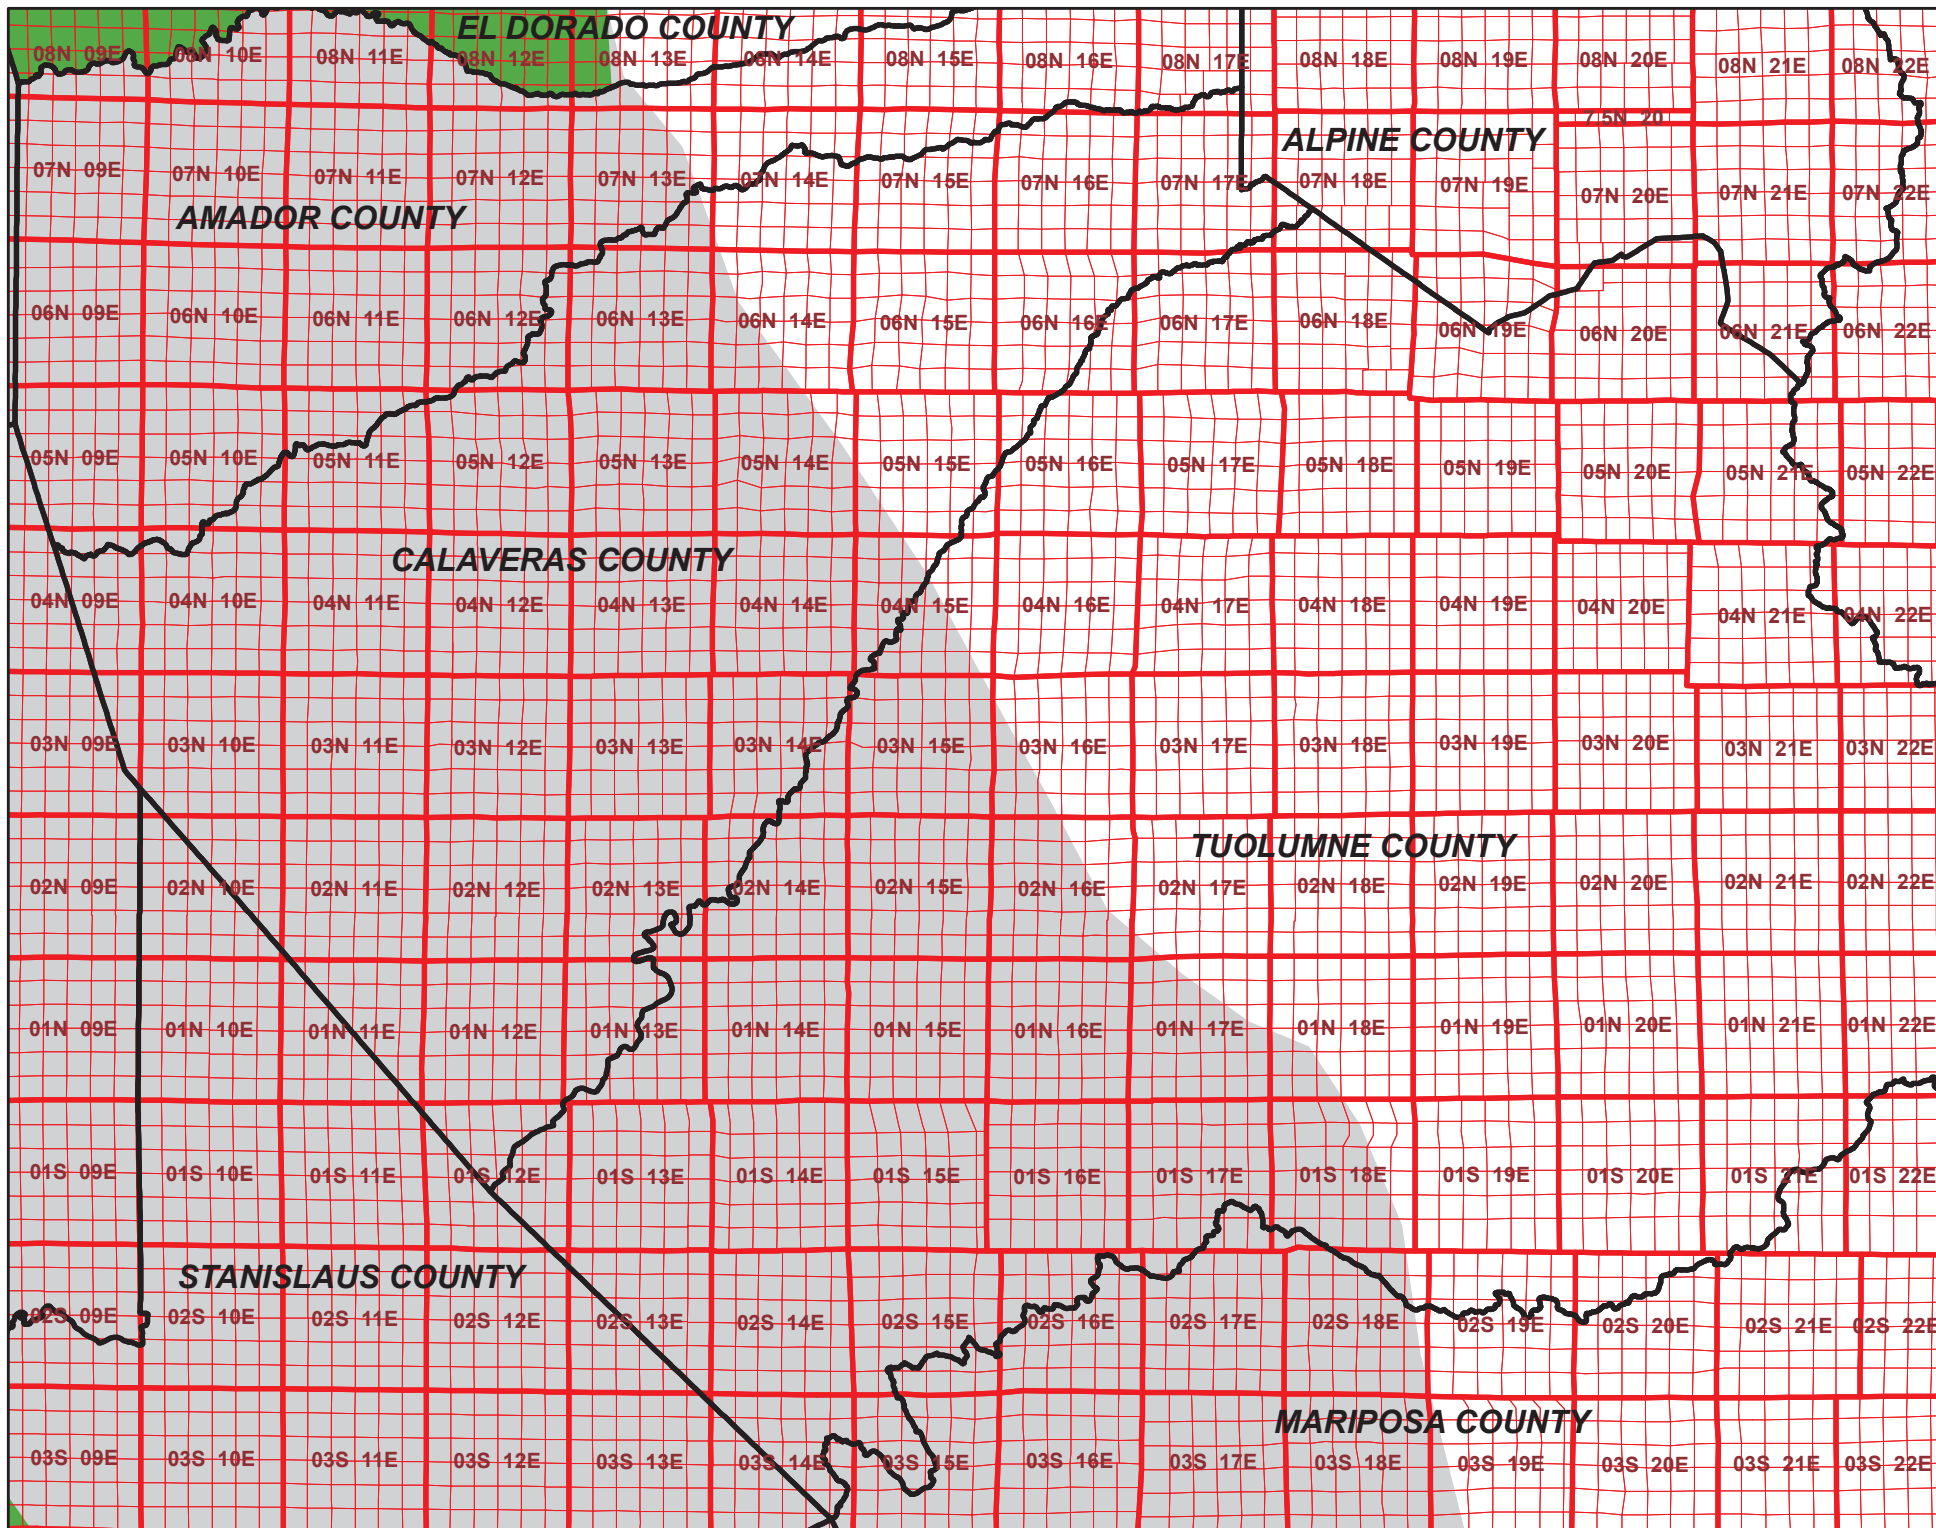 EL DORADO COUNTY
08N 09E 08N 10E 08N 11E 08N 12E 08N 13E 08N 14E 08N 15E 08N 16E 08N 17E 08N 18E 08N 19E 08N 20E 08N 21E 08N 22E
7.5N 20
ALPINE COUNTY
07N 09E 07N 10E 07N 11E 07N 12E 07N 13E 07N 14E 07N 15E 07N 16E 07N 17E 07N 18E 07N 19E 07N 20E 07N 21E 07N 22E
AMADOR COUNTY
06N 09E 06N 10E 06N 11E 06N 12E 06N 13E 06N 14E 06N 15E 06N 16E 06N 17E 06N 18E 06N 19E 06N 20E 06N 21E 06N 22E
05N 09E 05N 10E 05N 11E 05N 12E 05N 13E 05N 14E 05N 15E 05N 16E 05N 17E 05N 18E 05N 19E 05N 20E 05N 21E 05N 22E
CALAVERAS COUNTY
04N 09E 04N 10E 04N 11E 04N 12E 04N 13E 04N 14E 04N 15E 04N 16E 04N 17E 04N 18E 04N 19E 04N 20E 04N 21E 04N 22E
03N 09E 03N 10E 03N 11E 03N 12E 03N 13E 03N 14E 03N 15E 03N 16E 03N 17E 03N 18E 03N 19E 03N 20E 03N 21E 03N 22E
TUOLUMNE COUNTY
02N 09E 02N 10E 02N 11E 02N 12E 02N 13E 02N 14E 02N 15E 02N 16E 02N 17E 02N 18E 02N 19E 02N 20E 02N 21E 02N 22E
01N 09E 01N 10E 01N 11E 01N 12E 01N 13E 01N 14E 01N 15E 01N 16E 01N 17E 01N 18E 01N 19E 01N 20E 01N 21E 01N 22E
01S 09E 01S 10E 01S 11E 01S 12E 01S 13E 01S 14E 01S 15E 01S 16E 01S 17E 01S 18E 01S 19E 01S 20E 01S 21E 01S 22E
STANISLAUS COUNTY
02S 09E 02S 10E 02S 11E 02S 12E 02S 13E 02S 14E 02S 15E 02S 16E 02S 17E 02S 18E 02S 19E 02S 20E 02S 21E 02S 22E
MARIPOSA COUNTY
03S 09E 03S 10E 03S 11E 03S 12E 03S 13E 03S 14E 03S 15E 03S 16E 03S 17E 03S 18E 03S 19E 03S 20E 03S 21E 03S 22E